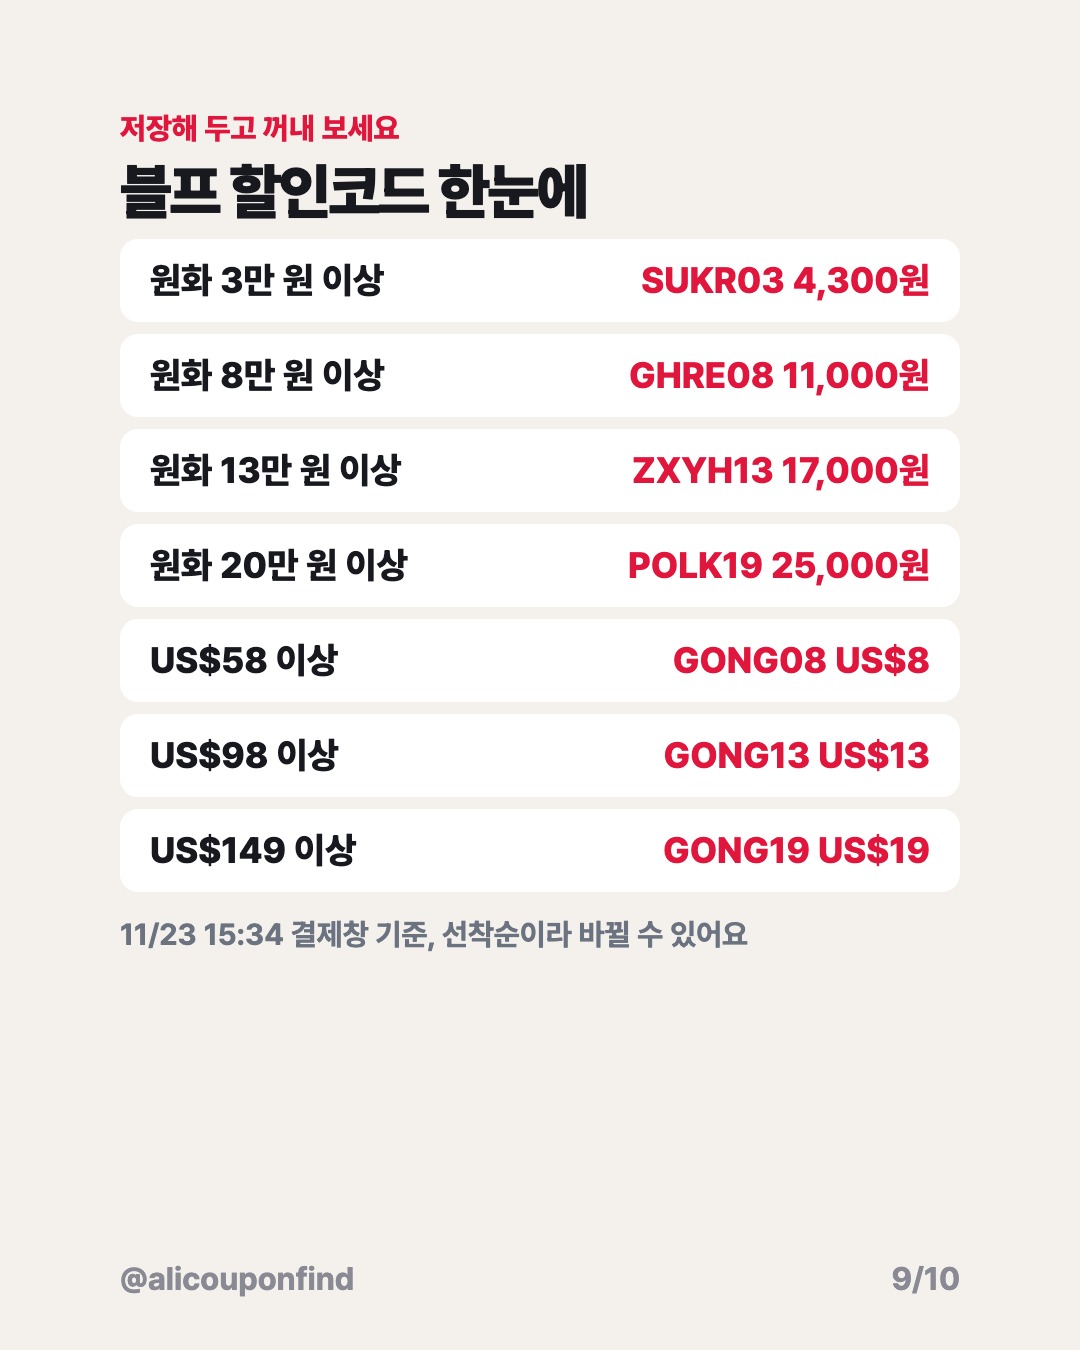 저장해 두고 꺼내 보세요
블프 할인코드 한눈에
원화 3만 원 이상 SUKR03 4,300원
원화 8만 원 이상 GHRE08 11,000원
원화 13만 원 이상 ZXYH13 17,000원
원화 20만 원 이상 POLK19 25,000원
US$58 이상 GONG08 US$8
US$98 이상 GONG13 US$13
US$149 이상 GONG19 US$19
11/23 15:34 결제창 기준, 선착순이라 바뀔 수 있어요
@alicouponfind 9/10